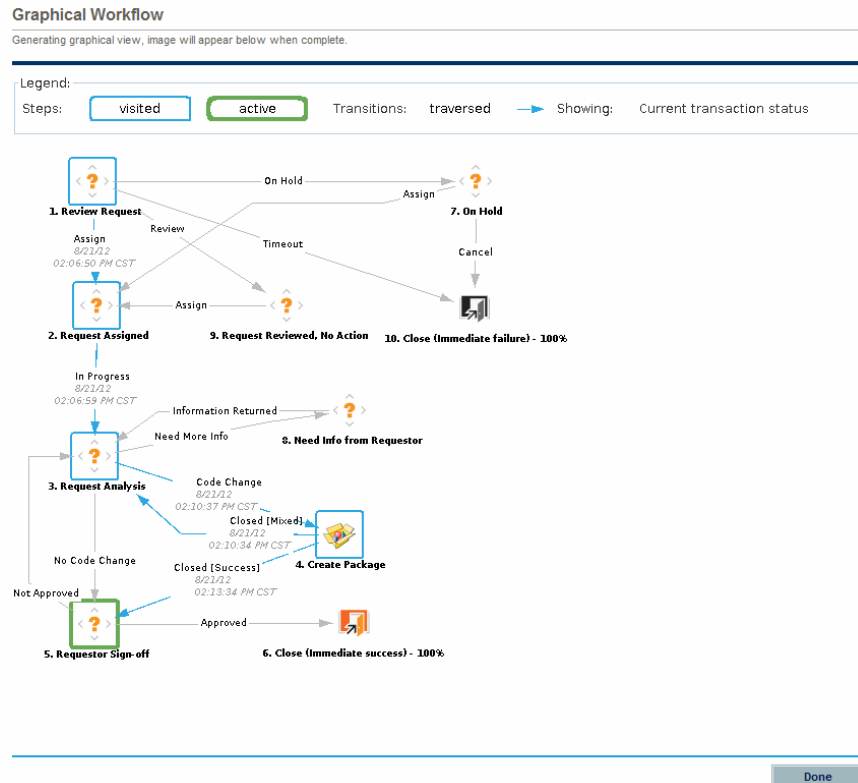 Graphical Workflow
Generating graphical view, image will appear below when complete.
Legend:
Steps: visited active Transitions: traversed Showing: Current transaction status
On Hold
Assign
1. Review Request
7. On Hold
Review
Assign
8/21/12
02:06:50 PM CST
Timeout
Cancel
Assign
2. Request Assigned
9. Request Reviewed, No Action
10. Close (Immediate failure) - 100%
In Progress
8/21/12
02:06:59 PM CST
Information Returned
Need More Info
8. Need Info from Requestor
3. Request Analysis
Code Change
8/21/12
02:10:37 PM CST
Closed [Mixed]
8/21/12
02:10:34 PM CST
No Code Change
4. Create Package
Closed [Success]
8/21/12
02:13:34 PM CST
Not Approved
Approved
5. Requestor Sign-off
6. Close (Immediate success) - 100%
Done